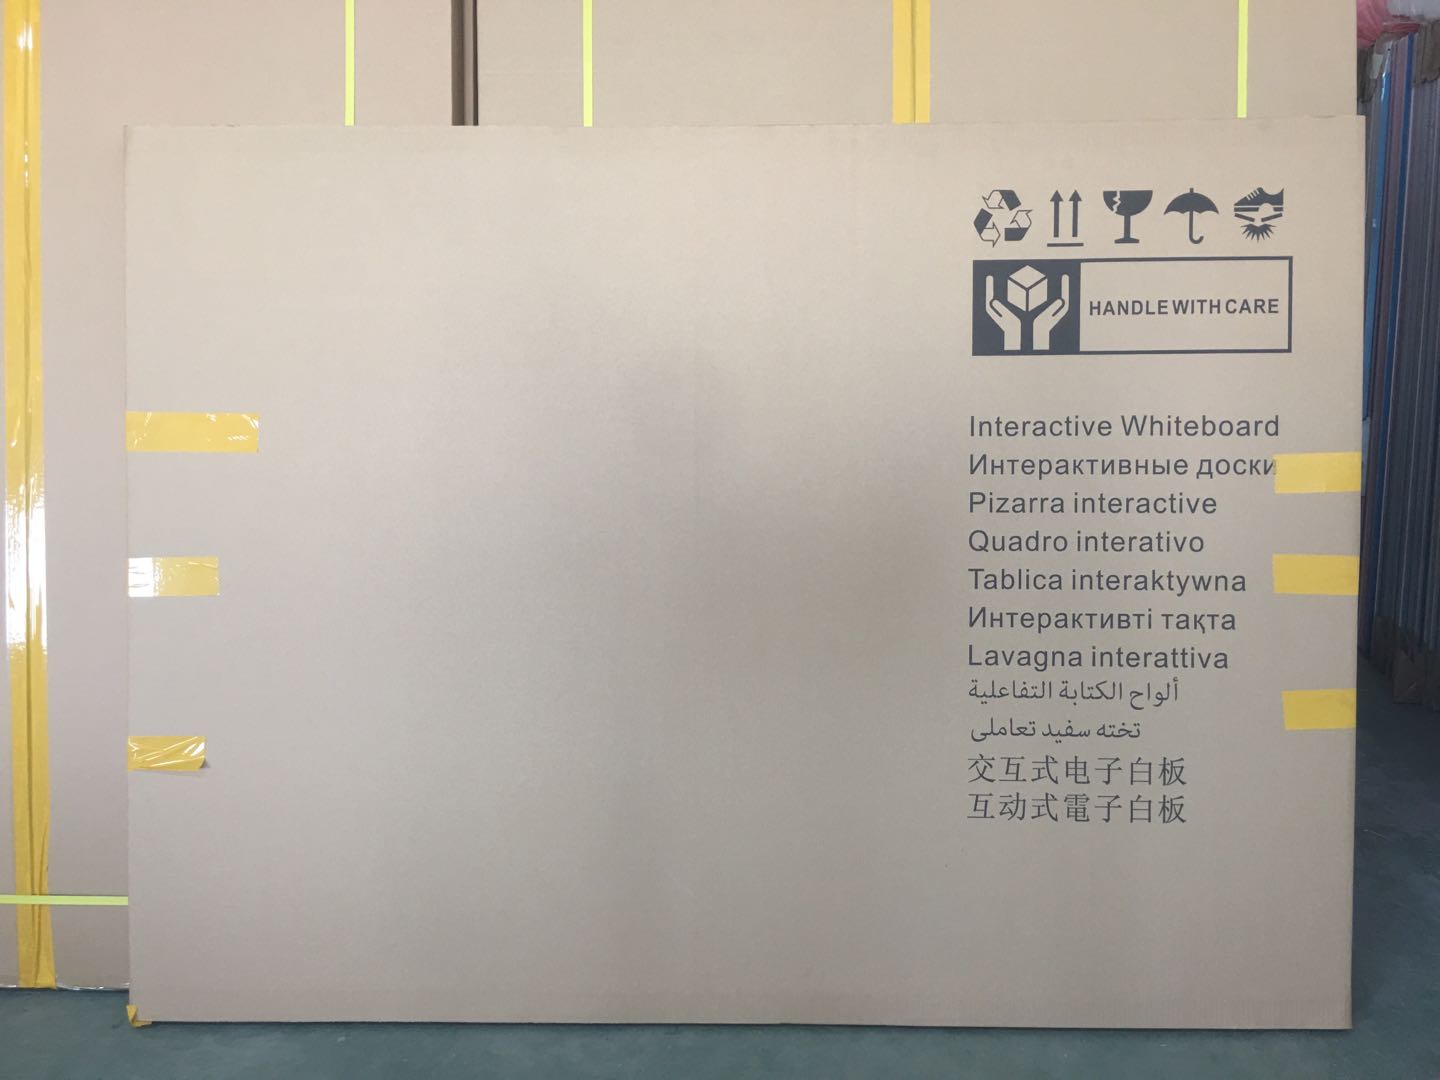 HANDLE WITH CARE
Interactive Whiteboard
Интерактивные доски
Pizarra interactive
Quadro interativo
Tablica interaktywna
Интерактивті тақта
Lavagna interattiva
ألواح الكتابة التفاعلية
تخته سفید تعاملی
交互式电子白板
互动式電子白板